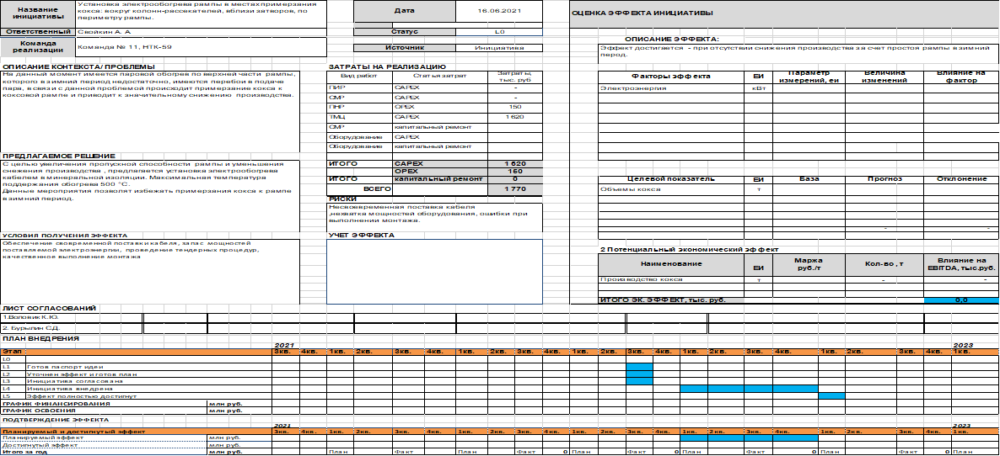 Название инициативы
Установка электрообогрева рампы в местах примерзания
кокса: вокруг колонн-рассекателей, вблизи затворов, по
периметру рампы.
Дата 16.06.2021
ОЦЕНКА ЭФФЕКТА ИНИЦИАТИВЫ
Ответственный Свойкин А. А
Статус L0
Команда реализации Команда № 11, НТК-59
Источник Инициатива
ОПИСАНИЕ ЭФФЕКТА:
Эффект достигается - при отсутствии снижения производства за счет простоя рампы в зимний
перод.
ОПИСАНИЕ КОНТЕКСТА/ ПРОБЛЕМЫ
На данный момент имеется паровой обогрев по верхней части рампы,
которого в зимний период недостаточно, имеются перебои в подаче
пара, в связи с данной проблемой происходит примерзание кокса к
коксовой рампе и приводит к значительному снижению производства.
ЗАТРАТЫ НА РЕАЛИЗАЦИЮ
Вид работ Статья затрат Затраты, тыс. руб
ПИР CAPEX -
СМР CAPEX -
ПНР OPEX 150
ТМЦ CAPEX 1 620
СМР капитальный ремонт
Оборудование CAPEX
Оборудование капитальный ремонт
ИТОГО CAPEX 1 620
OPEX 150
ИТОГО капитальный ремонт 0
ВСЕГО 1 770
Факторы эффекта ЕИ Параметр измерений, еи Величина изменений Влияние на фактор
Электроэнергия кВт
ПРЕДЛАГАЕМОЕ РЕШЕНИЕ
С целью увеличения пропускной способности рампы и уменьшения
снежения производства , предлагается установка электрообогрева
кабелем в минеральной изоляции. Максимальная температура
поддержания обогрева 500 °С.
Данные мероприятия позволят избежать примерзания кокса к рампе
в зимний период.
РИСКИ
Несвоевременная поставка кабеля
,нехватка мощностей оборудования, ошибки при
выполнении монтажа.
Целевой показатель ЕИ База Прогноз Отклонение
Объемы кокса т
- -
УСЛОВИЯ ПОЛУЧЕНИЯ ЭФФЕКТА
Обеспечение своевременной поставки кабеля, запас мощностей
поставляемой электроэнергии, проведение тендерных процедур,
качественное выполнение монтажа
УЧЕТ ЭФФЕКТА
2 Потенциальный экономический эффект
Наименование ЕИ Маржа руб./т Кол-во , т Влияние на EBITDA, тыс.руб.
Производство кокса т - -
ИТОГО ЭК. ЭФФЕКТ, тыс. руб. 0,0
ЛИСТ СОГЛАСОВАНИЙ
1.Воловик К.Ю.
2. Бурылин С.Д.
ПЛАН ВНЕДРЕНИЯ
2021 2023
Этап 3кв. 4кв. 1кв. 2кв. 3кв. 4кв. 1кв. 2кв. 3кв. 4кв. 1кв. 2кв. 3кв. 4кв. 1кв. 2кв. 3кв. 4кв. 1кв. 2кв. 3кв. 4кв. 1кв.
L0
L1 Готов паспорт идеи
L2 Уточнен эффект и готов план
L3 Инициатива согласована
L4 Инициатива внедрена
L5 Эффект полностью достигнут
ГРАФИК ФИНАНСИРОВАНИЯ млн руб.
ГРАФИК ОСВОЕНИЯ млн руб.
ПОДТВЕРЖДЕНИЕ ЭФФЕКТА
2021 2023
Планируемый и достигнутый эффект 3кв. 4кв. 1кв. 2кв. 3кв. 4кв. 1кв. 2кв. 3кв. 4кв. 1кв. 2кв. 3кв. 4кв. 1кв. 2кв. 3кв. 4кв. 1кв. 2кв. 3кв. 4кв. 1кв.
Планируемый эффект млн руб.
Достигнутый эффект млн руб.
Итого за год млн руб. План Факт 0 План Факт 0 План Факт 0 План Факт 0 План Факт 0 План